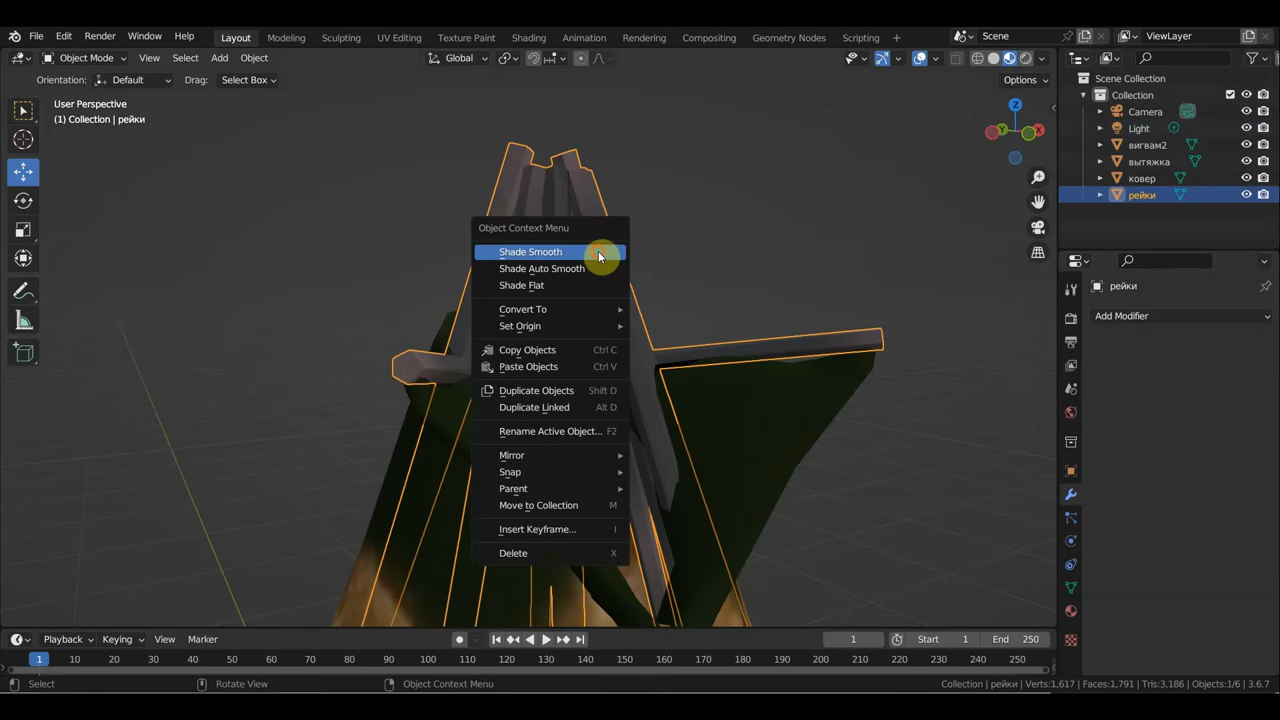 File Edit Render Window Help Layout Modeling Sculpting UV Editing Texture Paint Shading Animation Rendering Compositing Geometry Nodes Scripting + Scene ViewLayer
Object Mode View Select Add Object Global
Orientation: Default Drag: Select Box Options
User Perspective
(1) Collection | рейки
Z
Y
X
Scene Collection
Collection
Camera
Light
вигвам2
вытяжка
ковер
рейки
рейки
Add Modifier
Object Context Menu
Shade Smooth
Shade Auto Smooth
Shade Flat
Convert To
Set Origin
Copy Objects Ctrl C
Paste Objects Ctrl V
Duplicate Objects Shift D
Duplicate Linked Alt D
Rename Active Object... F2
Mirror
Snap
Parent
Move to Collection M
Insert Keyframe... I
Delete X
Playback Keying View Marker 1 Start 1 End 250
1 10 20 30 40 50 60 70 80 90 100 110 120 130 140 150 160 170 180 190 200 210 220 230 240 250
Select Rotate View Object Context Menu Collection | рейки | Verts:1,617 | Faces:1,791 | Tris:3,186 | Objects:1/6 | 3.6.7